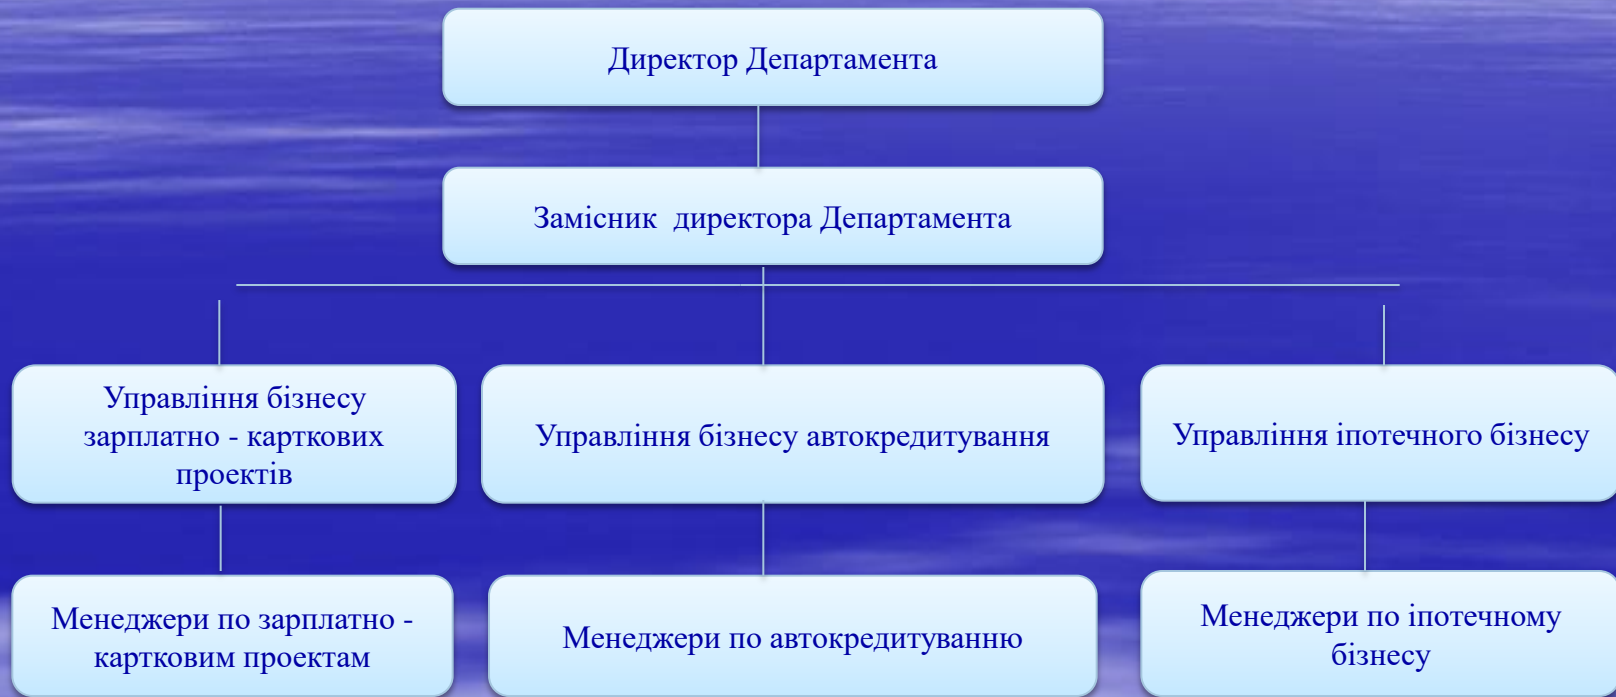 Директор Департамента
Замісник директора Департамента
Управління бізнесу
зарплатно - карткових
проектів
Управління бізнесу автокредитування
Управління іпотечного бізнесу
Менеджери по зарплатно -
картковим проектам
Менеджери по автокредитуванню
Менеджери по іпотечному
бізнесу